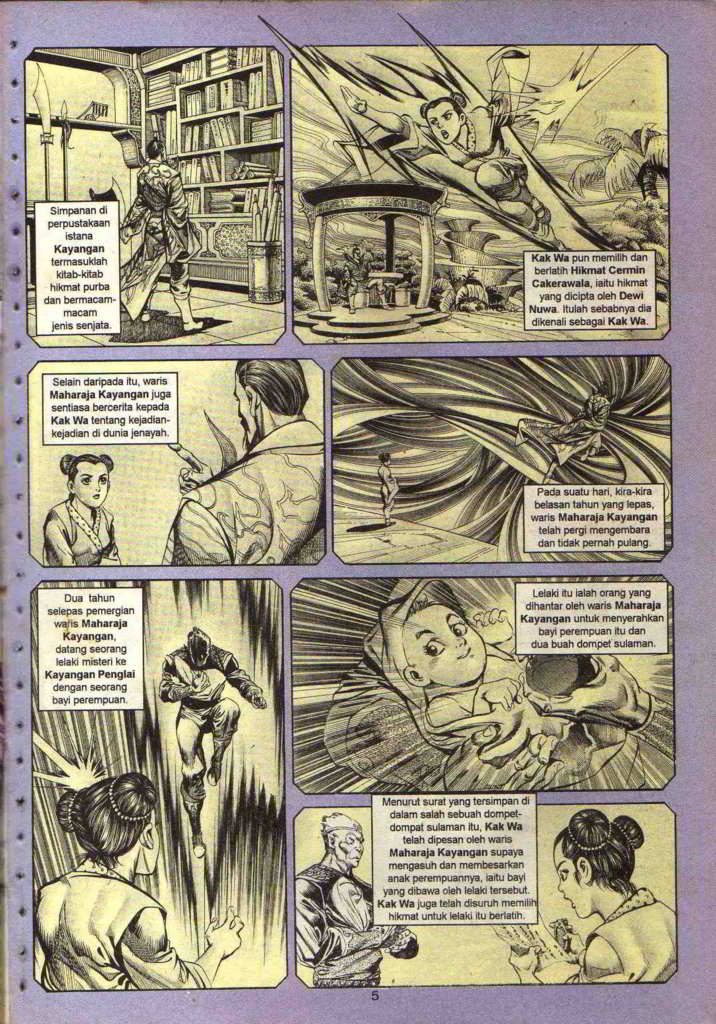 Simpanan di
perpustakaan
istana
Kayangan
termasuklah
kitab-kitab
hikmat purba
dan bermacam-
macam
jenis senjata.
Kak Wa pun memilih dan
berlatih Hikmat Cermin
Cakerawala, iaitu hikmat
yang dicipta oleh Dewi
Nuwa. Itulah sebabnya dia
dikenali sebagai Kak Wa.
Selain daripada itu, waris
Maharaja Kayangan juga
sentiasa bercerita kepada
Kak Wa tentang kejadian-
kejadian di dunia jenayah.
Pada suatu hari, kira-kira
belasan tahun yang lepas,
waris Maharaja Kayangan
telah pergi mengembara
dan tidak pernah pulang.
Dua tahun
selepas pemergian
waris Maharaja
Kayangan,
datang seorang
lelaki misteri ke
Kayangan Penglai
dengan seorang
bayi perempuan.
Lelaki itu ialah orang yang
dihantar oleh waris Maharaja
Kayangan untuk menyerahkan
bayi perempuan itu dan
dua buah dompet sulaman.
Menurut surat yang tersimpan di
dalam salah sebuah dompet-
dompat sulaman itu, Kak Wa
telah dipesan oleh waris
Maharaja Kayangan supaya
mengasuh dan membesarkan
anak perempuannya, iaitu bayi
yang dibawa oleh lelaki tersebut.
Kak Wa juga telah disuruh memilih
hikmat untuk lelaki itu berlatih.
5